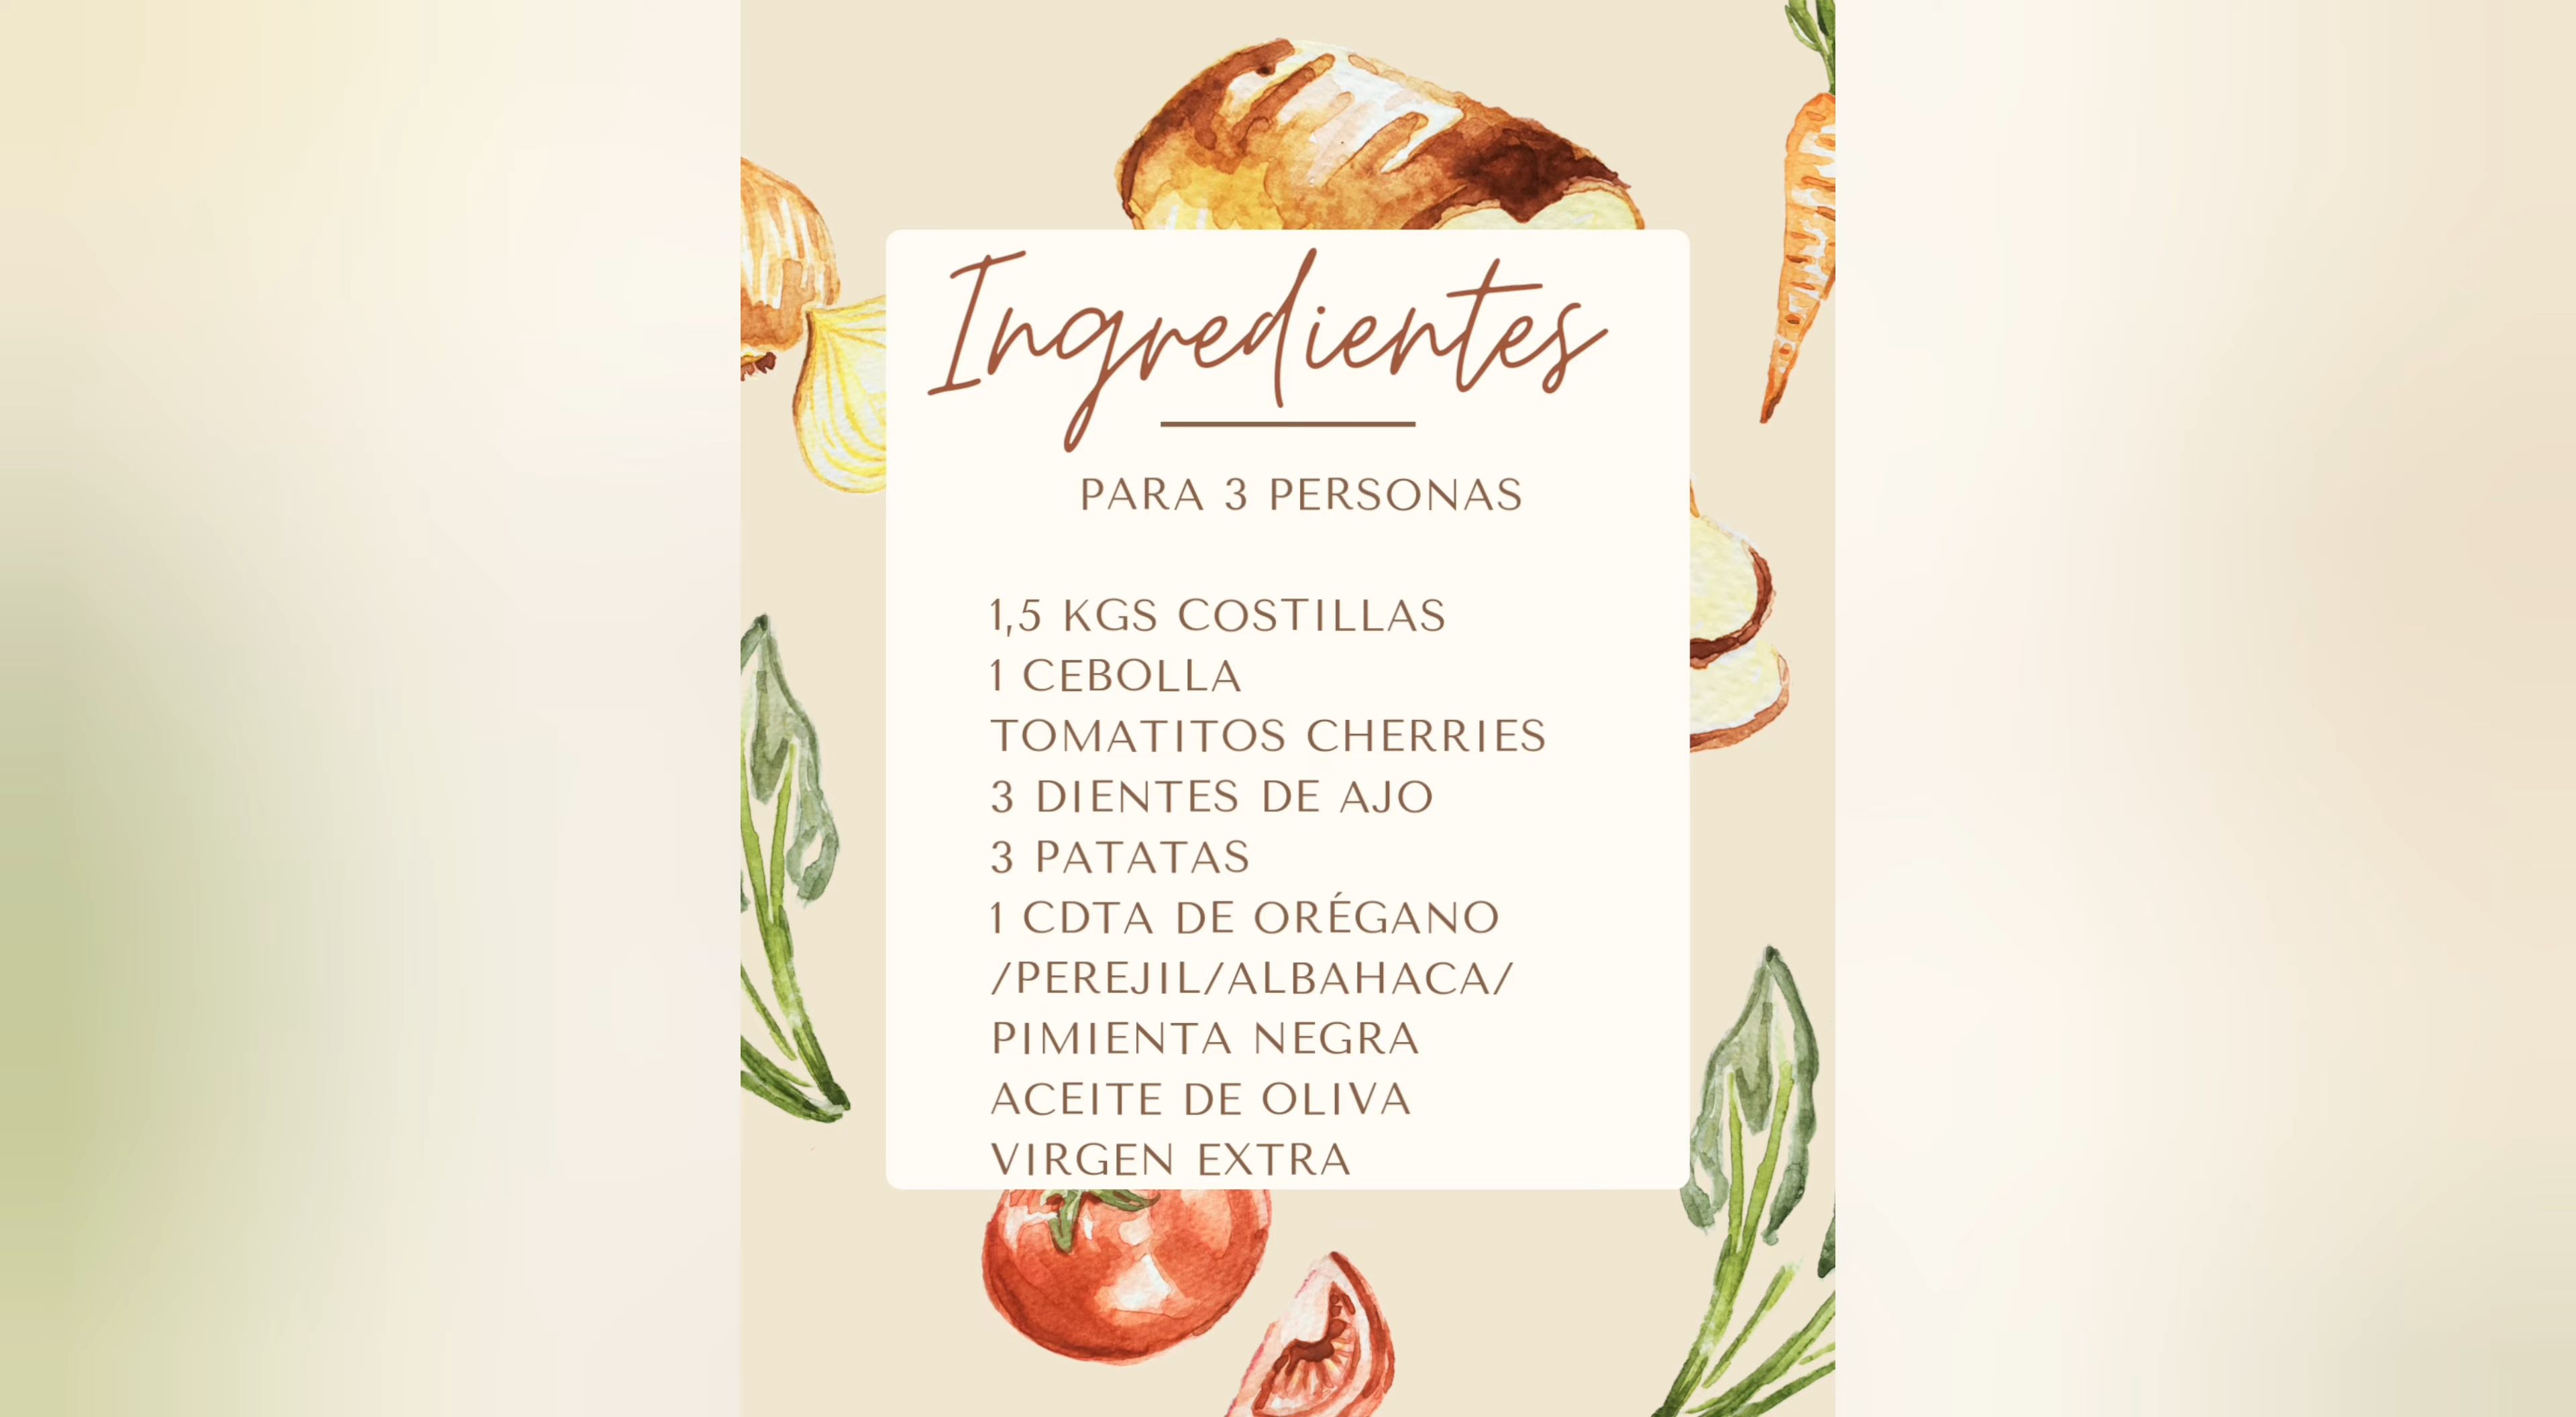 Ingredientes
PARA 3 PERSONAS
1,5 KGS COSTILLAS
1 CEBOLLA
TOMATITOS CHERRIES
3 DIENTES DE AJO
3 PATATAS
1 CDTA DE ORÉGANO
/PEREJIL/ALBAHACA/
PIMIENTA NEGRA
ACEITE DE OLIVA
VIRGEN EXTRA